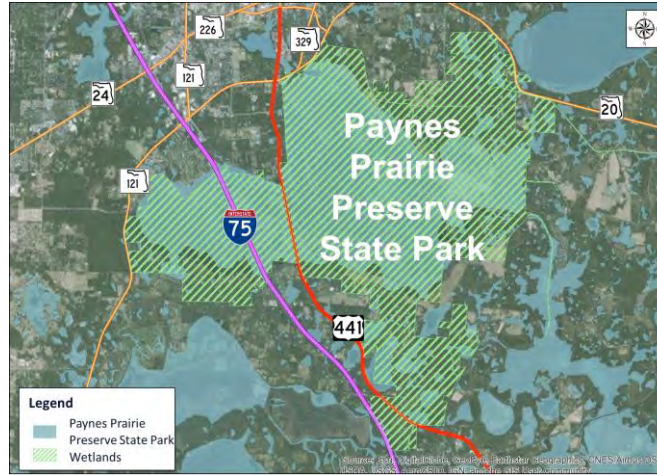 226
329
121
24
20
121
Paynes
Prairie
Preserve
State Park
INTERSTATE
75
441
N
Legend
Paynes Prairie
Preserve State Park
Wetlands